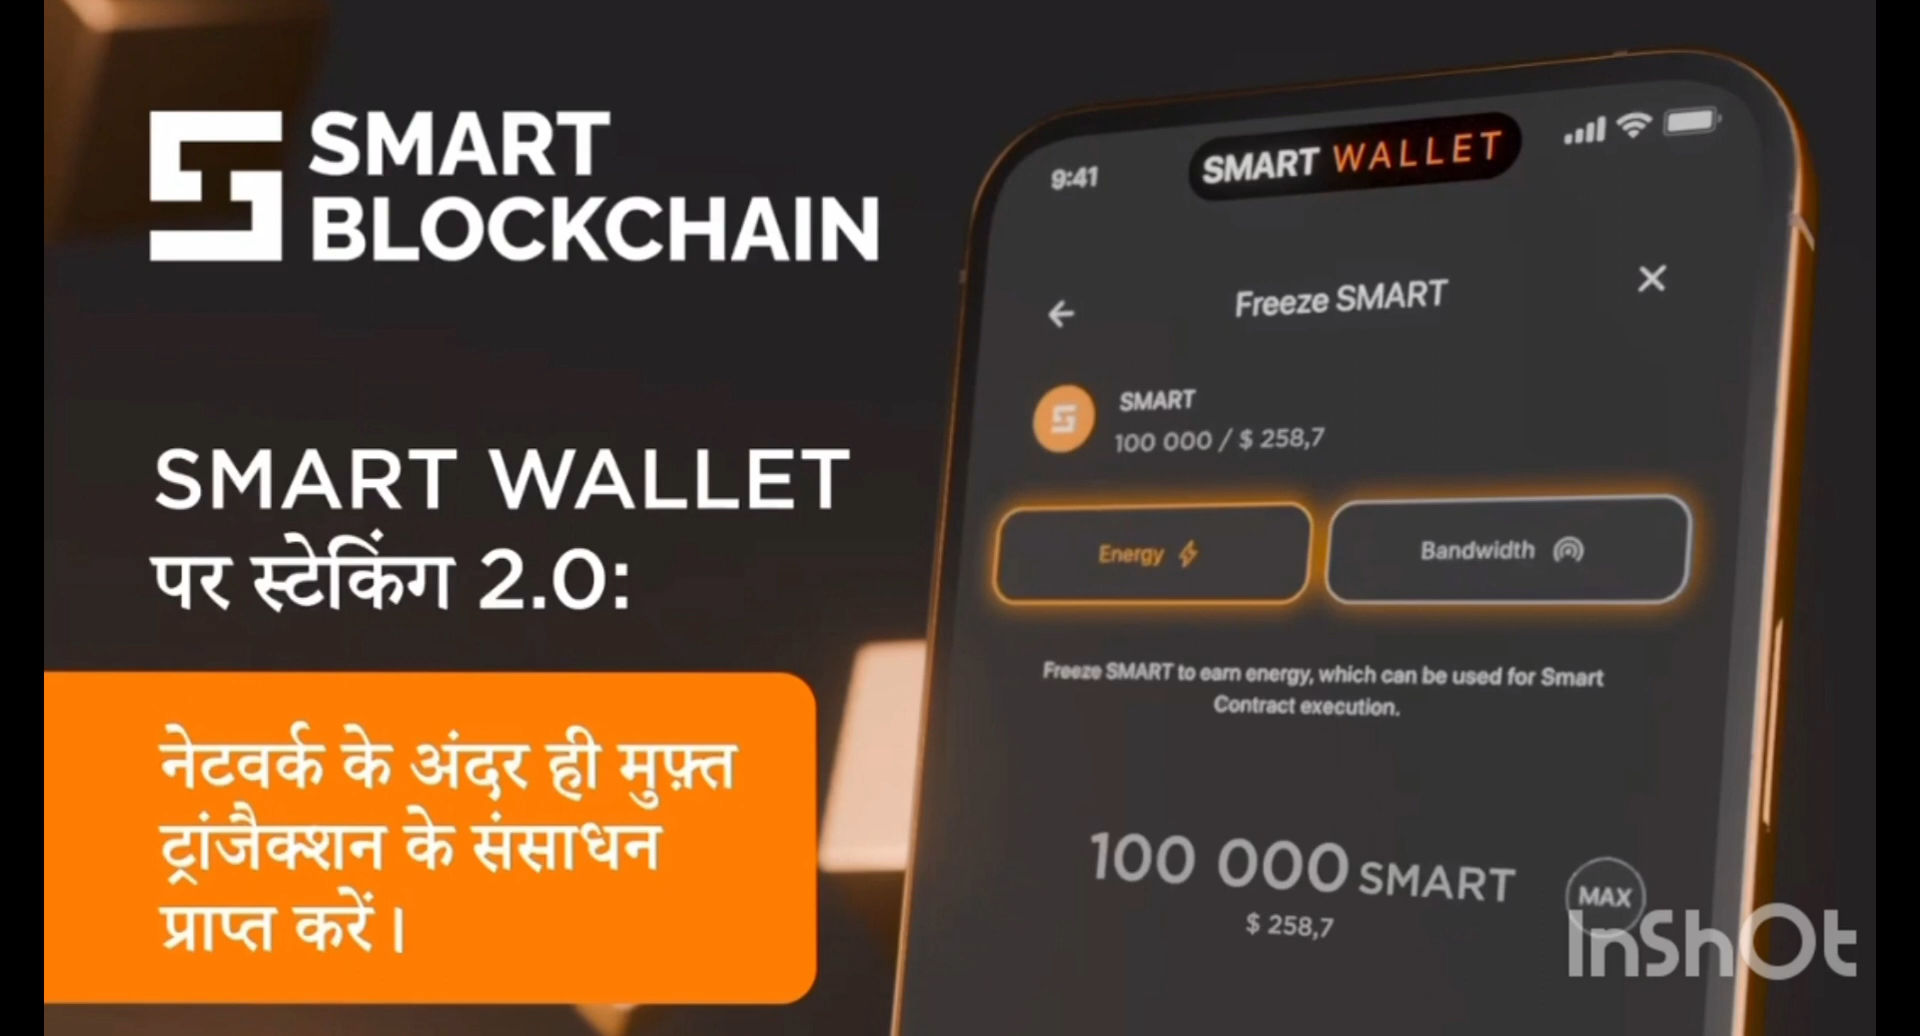 SMART
BLOCKCHAIN
SMART WALLET
पर स्टेकिंग 2.0:
नेटवर्क के अंदर ही मुफ़्त
ट्रांजैक्शन के संसाधन
प्राप्त करें।
9:41
SMART WALLET
Freeze SMART
SMART
100 000 / $ 258,7
Energy
Bandwidth
Freeze SMART to earn energy, which can be used for Smart
Contract execution.
100 000 SMART
MAX
$ 258,7
InShOt